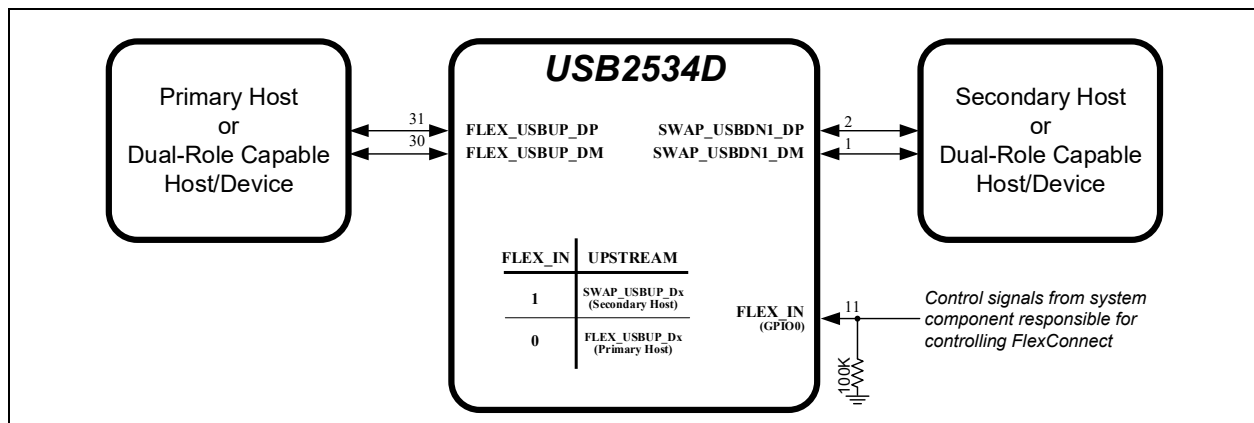 USB2534D
Primary Host
or
Dual-Role Capable
Host/Device
31
30
FLEX_USBUP_DP
FLEX_USBUP_DM
SWAP_USBDN1_DP
SWAP_USBDN1_DM
2
1
Secondary Host
or
Dual-Role Capable
Host/Device
FLEX_IN UPSTREAM
1 SWAP_USBUP_Dx
(Secondary Host)
0 FLEX_USBUP_Dx
(Primary Host)
FLEX_IN
(GPIO0)
11
Control signals from system
component responsible for
controlling FlexConnect
100K